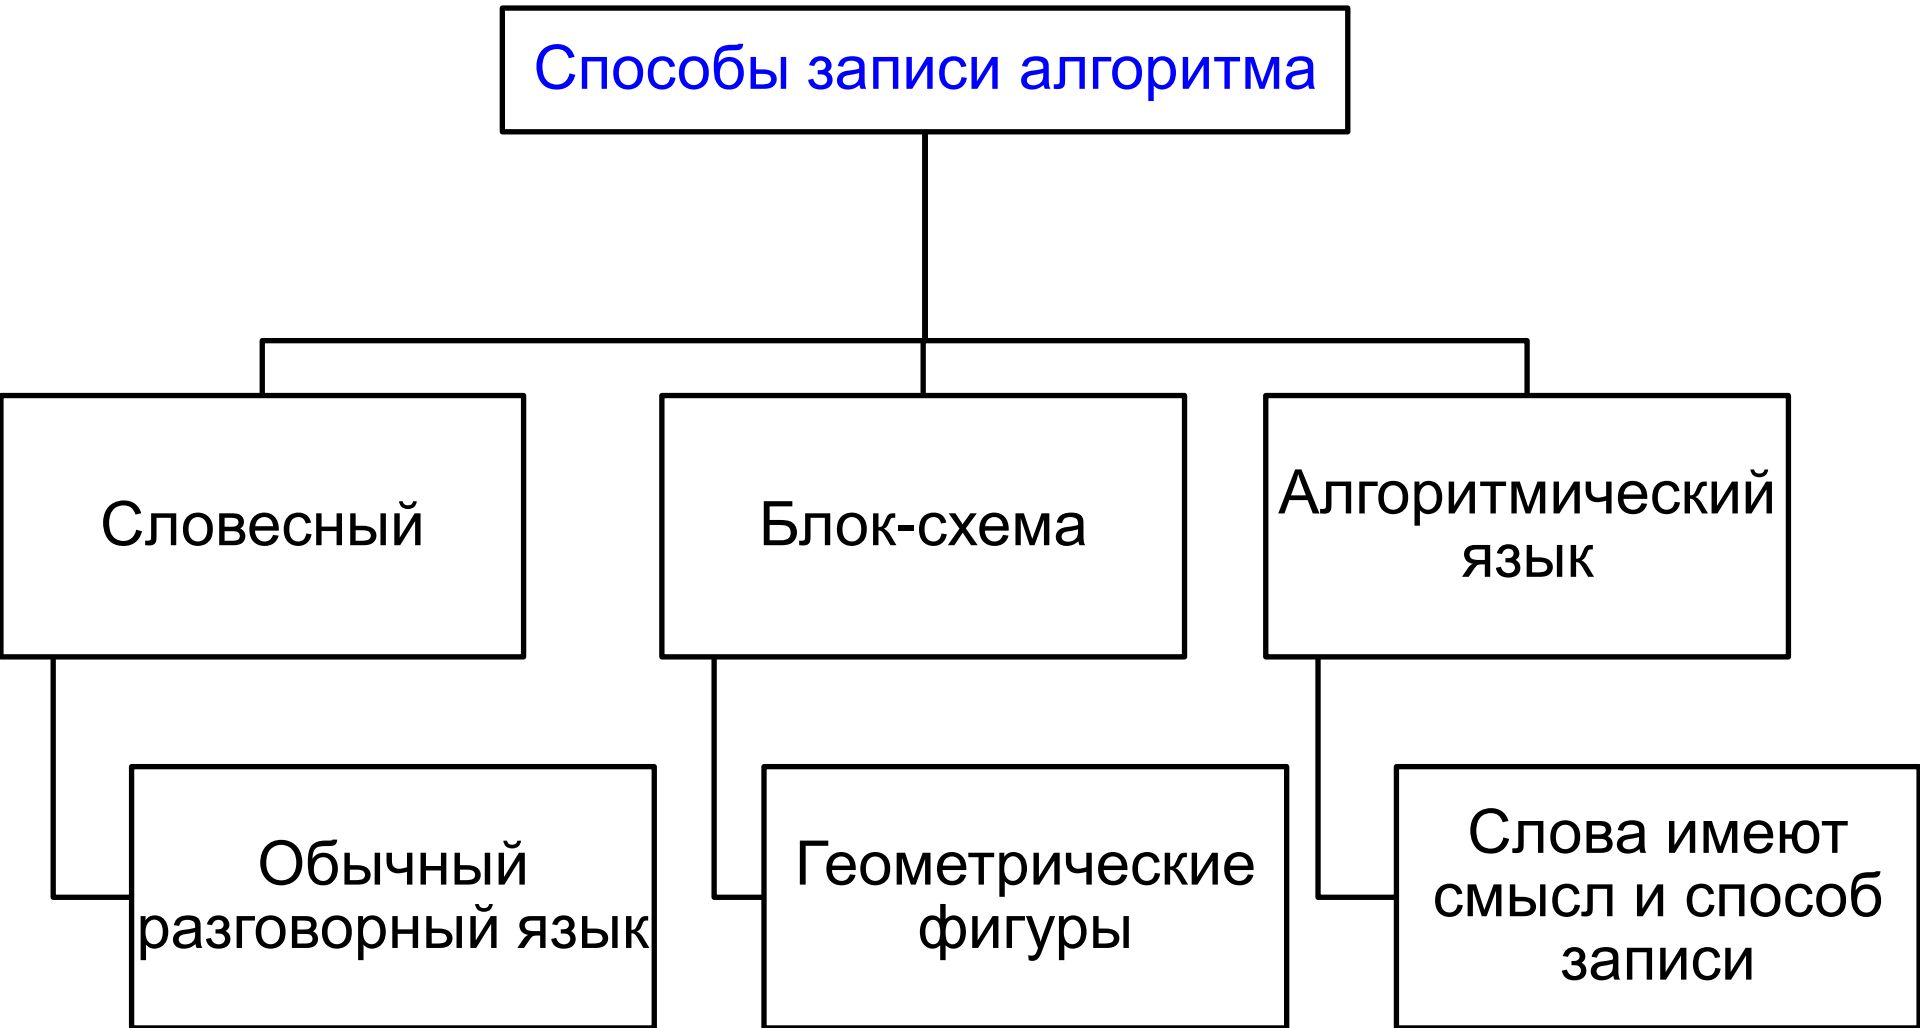 Способы записи алгоритма
Словесный
Блок-схема
Алгоритмический
язык
Обычный
разговорный язык
Геометрические
фигуры
Слова имеют
смысл и способ
записи